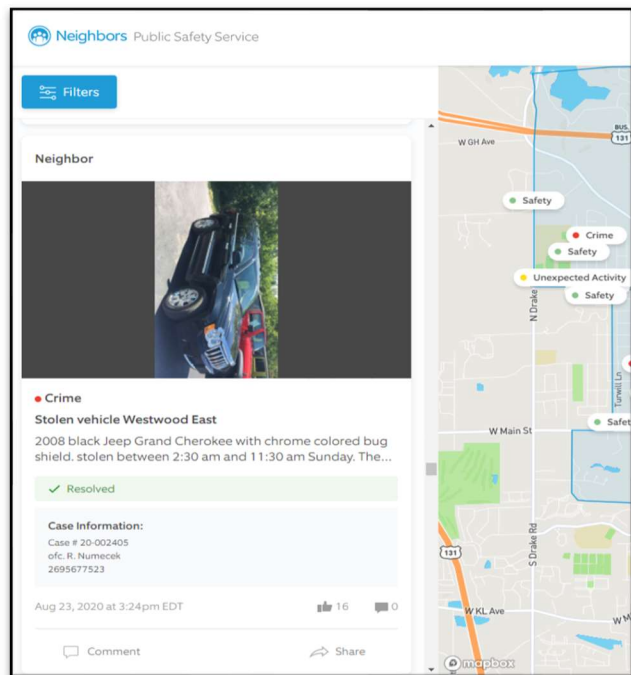 Neighbors Public Safety Service
Filters
Neighbor
Crime
Stolen vehicle Westwood East
2008 black Jeep Grand Cherokee with chrome colored bug
shield. stolen between 2:30 am and 11:30 am Sunday. The...
Resolved
Case Information:
Case # 20-002405
ofc. R. Numecek
2695677523
Aug 23, 2020 at 3:24pm EDT
16
0
Comment
Share
BUS.
131
W GH Ave
Safety
Crime
Safety
Unexpected Activity
Safety
N Drake
Turwill Ln
Safet
W Main St
S Drake Rd
131
W KL Ave
W M
mapbox